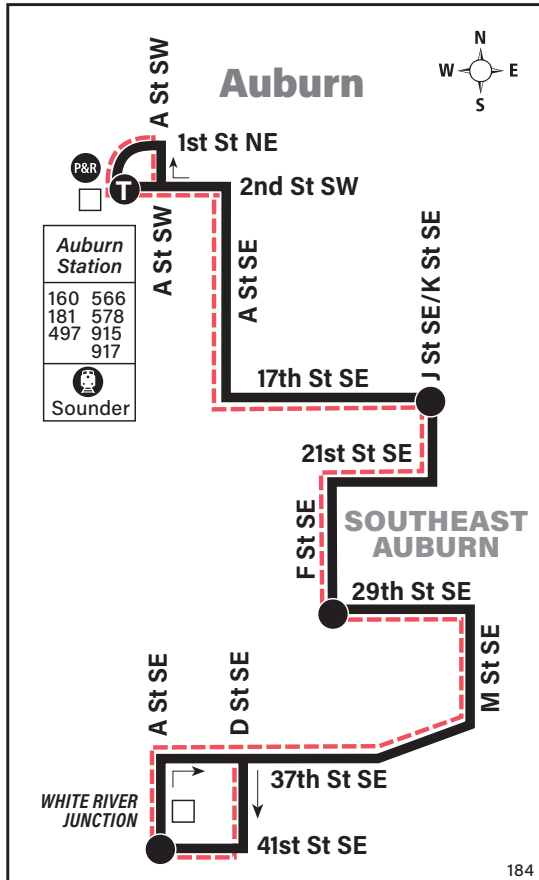 Auburn
N
W E
S
A St SW
1st St NE
P&R
T
2nd St SW
A St SW
A St SE
Auburn
Station
160 566
181 578
497 915
917
Sounder
J St SE/K St SE
17th St SE
21st St SE
F St SE
SOUTHEAST
AUBURN
29th St SE
M St SE
A St SE
D St SE
37th St SE
WHITE RIVER
JUNCTION
41st St SE
184